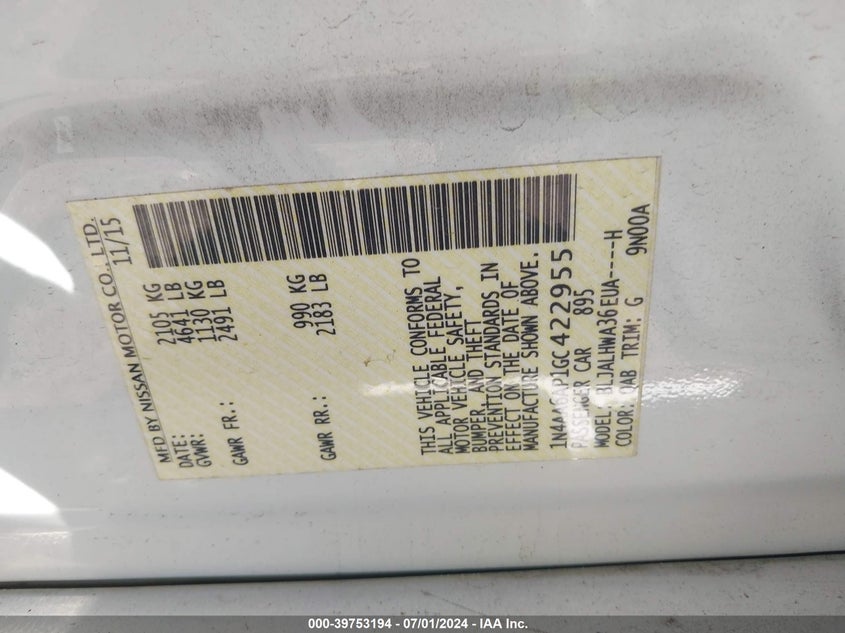 MFD BY NISSAN MOTOR CO., LTD.
DATE: 11/15
GVWR: 2105 KG
4641 LB
GAWR FR.: 1130 KG
2491 LB
GAWR RR.: 990 KG
2183 LB
THIS VEHICLE CONFORMS TO
ALL APPLICABLE FEDERAL
MOTOR VEHICLE SAFETY,
BUMPER, AND THEFT
PREVENTION STANDARDS IN
EFFECT ON THE DATE OF
MANUFACTURE SHOWN ABOVE.
1N4AA6AP1GC422955
PASSENGER CAR 895
MODEL:
COLOR: TRIM: G 9N00A
000-39753194 - 07/01/2024 - IAA Inc.